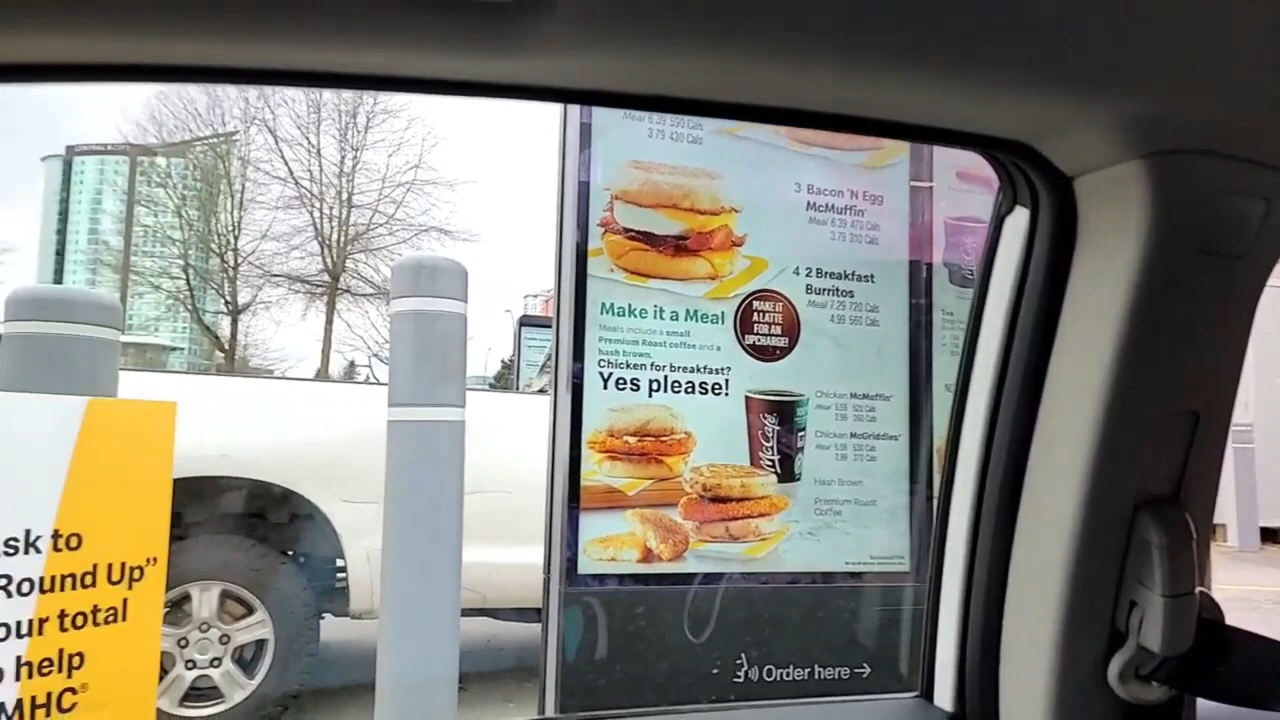 CENTRAL CITY
Meal 6.39 590 Cals
3.79 430 Cals
3 Bacon 'N Egg
McMuffin®
Meal 6.39 470 Cals
3.79 310 Cals
4 2 Breakfast
Burritos
Meal 7.29 720 Cals
4.99 560 Cals
Make it a Meal
Meals include a small
Premium Roast coffee and a
hash brown.
MAKE IT
A LATTE
FOR AN
UPCHARGE!
Chicken for breakfast?
Yes please!
McCafé
Chicken McMuffin®
Meal 5.59 520 Cals
2.99
Chicken McGriddles®
Meal 5.59 530 Cals
2.99 370 Cals
Hash Brown
Premium Roast
Coffee
McCafé
Order here →
sk to
Round Up”
our total
help
MHC®